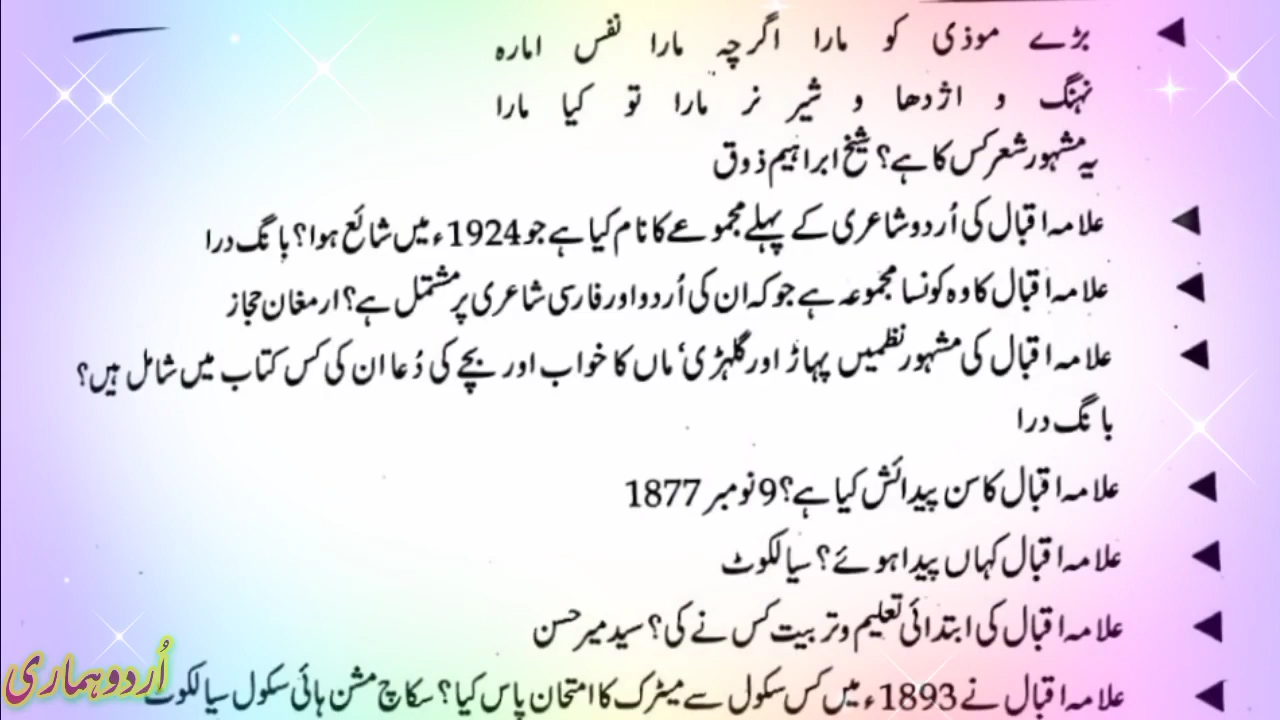 بڑے موذی کو مارا اگرچہ مارا نفس امارہ
نہنگ و اژدھا و شیر نر مارا تو کیا مارا
یہ مشہور شعر کس کا ہے؟ شیخ ابراہیم ذوق
علامہ اقبال کی اُردو شاعری کے پہلے مجموعے کا نام کیا ہے جو 1924ء میں شائع ہوا؟ بانگ درا
علامہ اقبال کا وہ کونسا مجموعہ ہے جو کہ ان کی اُردو اور فارسی شاعری پر مشتمل ہے؟ ارمغان حجاز
علامہ اقبال کی مشہور نظمیں پہاڑ اور گلہری، ماں کا خواب اور بچے کی دُعا ان کی کس کتاب میں شامل ہیں؟
بانگ درا
علامہ اقبال کا سن پیدائش کیا ہے؟ 9 نومبر 1877
علامہ اقبال کہاں پیدا ہوئے؟ سیالکوٹ
علامہ اقبال کی ابتدائی تعلیم و تربیت کس نے کی؟ سید میر حسن
علامہ اقبال نے 1893ء میں کس سکول سے میٹرک کا امتحان پاس کیا؟ سکاچ مشن ہائی سکول سیالکوٹ
اُردو ہماری